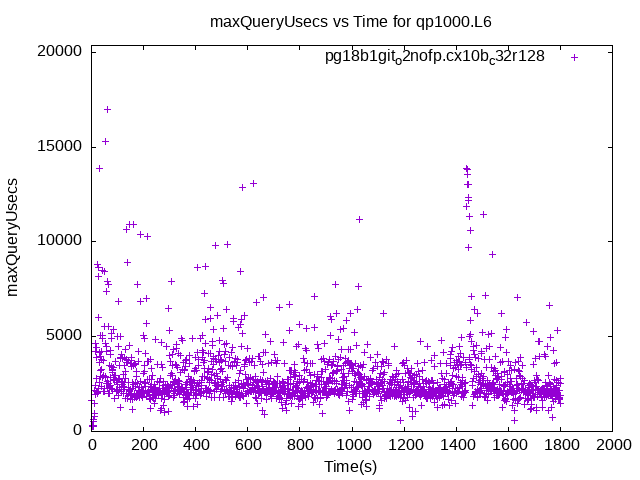 maxQueryUsecs vs Time for qp1000.L6
pg18b1git_o2nofp.cx10b_c32r128
20000
15000
10000
5000
0
maxQueryUsecs
0 200 400 600 800 1000 1200 1400 1600 1800 2000
Time(s)